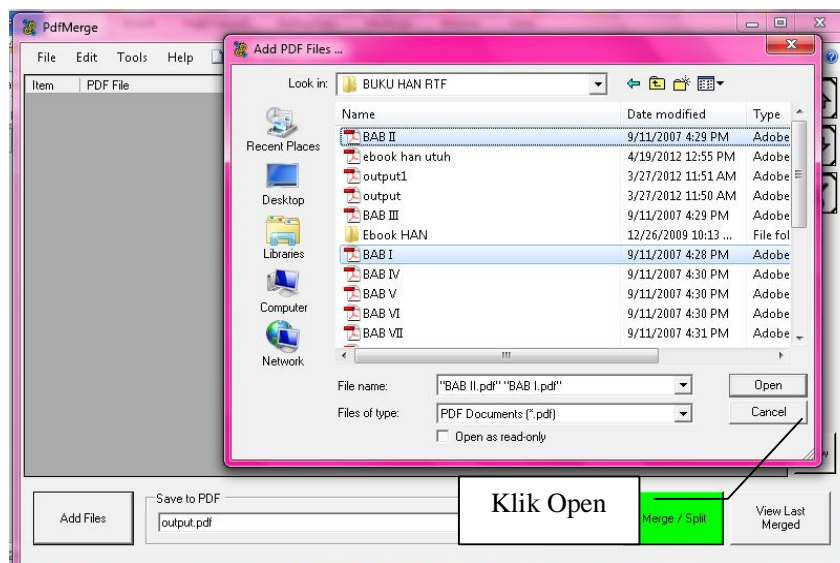 PdfMerge
File Edit Tools Help
Item PDF File
Add PDF Files ...
Look in: BUKU HAN RTF
Recent Places
Desktop
Libraries
Computer
Network
Name Date modified Type
BAB II 9/11/2007 4:29 PM Adobe
ebook han utuh 4/19/2012 12:55 PM Adobe
output1 3/27/2012 11:51 AM Adobe
output 3/27/2012 11:50 AM Adobe
BAB III 9/11/2007 4:29 PM Adobe
Ebook HAN 12/26/2009 10:13 ... File fol
BAB I 9/11/2007 4:28 PM Adobe
BAB IV 9/11/2007 4:30 PM Adobe
BAB V 9/11/2007 4:30 PM Adobe
BAB VI 9/11/2007 4:30 PM Adobe
BAB VII 9/11/2007 4:31 PM Adobe
File name: "BAB II.pdf" "BAB I.pdf" Open
Files of type: PDF Documents (*.pdf) Cancel
Open as read-only
Klik Open
Add Files
Save to PDF
output.pdf
Merge / Split
View Last
Merged